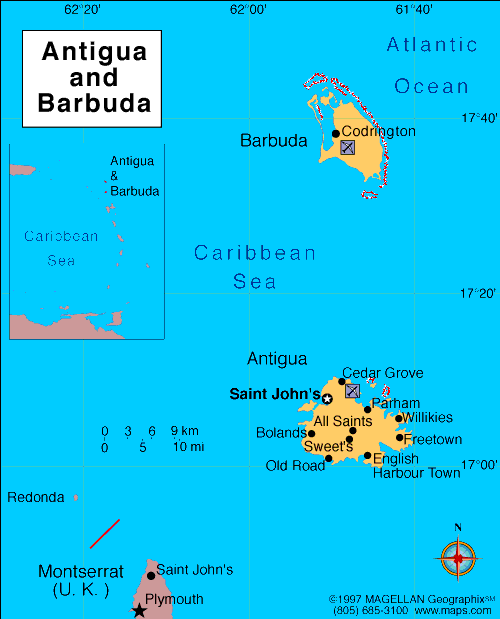 62°20' 62°00' 61°40'
Antigua
and
Barbuda
Atlantic
Ocean
17°40'
Barbuda
Codrington
Antigua
&
Barbuda
Caribbean
Sea
Caribbean
Sea
17°20'
Antigua
Cedar Grove
Saint John's
Parham
Willikies
All Saints
Bolands
Sweet's
Freetown
Old Road
English
Harbour Town
17°00'
0 3 6 9 km
0 5 10 mi
Redonda
Montserrat
(U. K. )
Saint John's
Plymouth
N
©1997 MAGELLAN Geographix℠
(805) 685-3100 www.maps.com